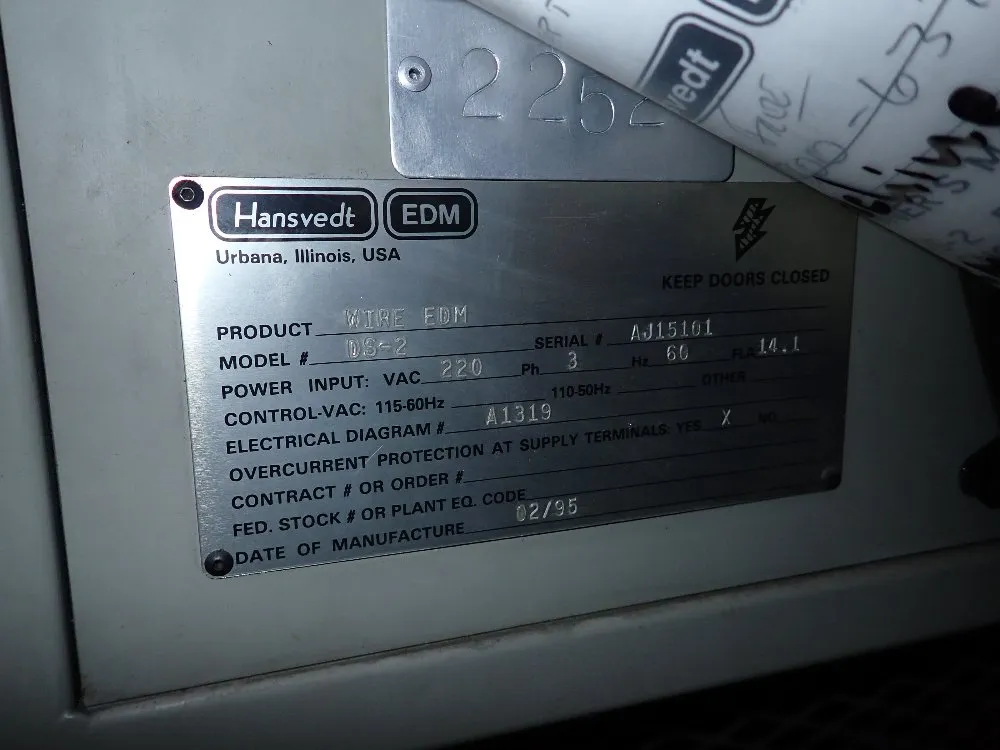 2252
vedt
Hansvedt EDM
Urbana, Illinois, USA
KEEP DOORS CLOSED
PRODUCT WIRE EDM
MODEL # DS-2 SERIAL # AJ15101
POWER INPUT: VAC 220 Ph 3 Hz 60 FLA 14.1
CONTROL-VAC: 115-60Hz 110-50Hz OTHER
ELECTRICAL DIAGRAM # A1319
OVERCURRENT PROTECTION AT SUPPLY TERMINALS: YES X NO
CONTRACT # OR ORDER #
FED. STOCK # OR PLANT EQ. CODE
DATE OF MANUFACTURE 02/95